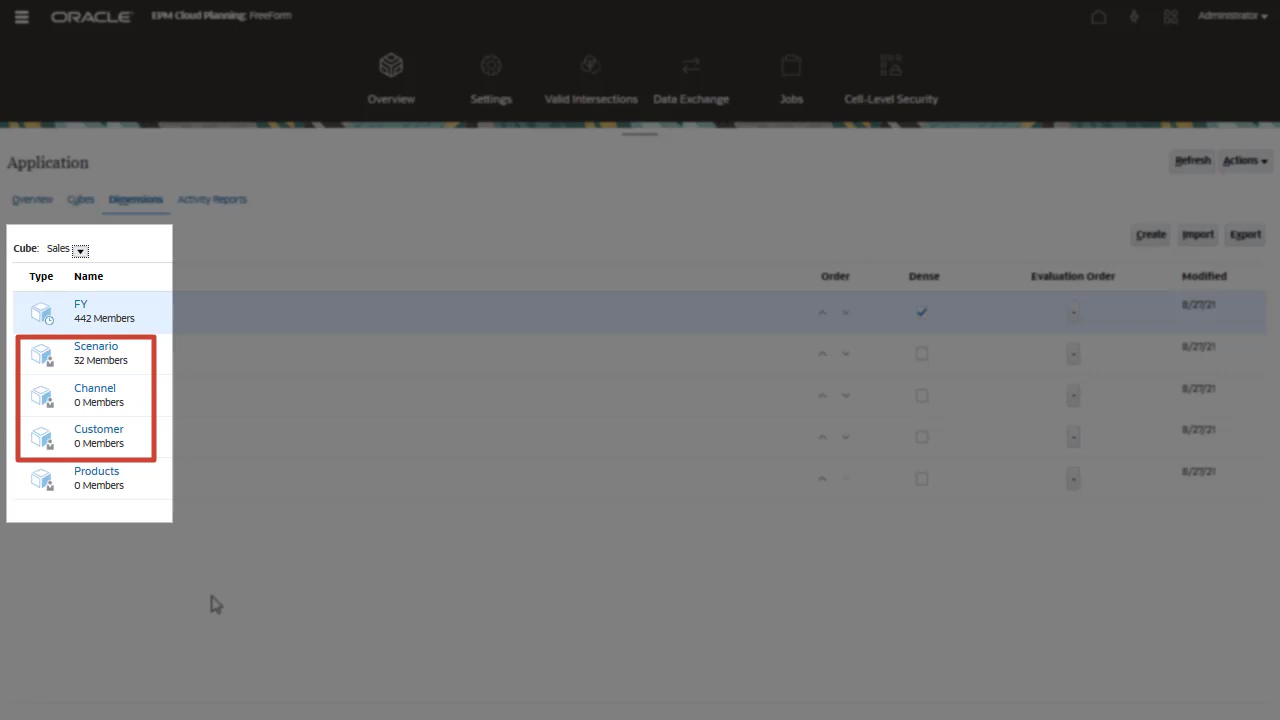 ORACLE EPM Cloud Planning: FreeForm Administrator
Overview Settings Valid Intersections Data Exchange Jobs Cell-Level Security
Application Refresh Actions
Overview Cubes Dimensions Activity Reports
Cube: Sales Create Import Export
Type Name Order Dense Evaluation Order Modified
FY 8/27/21
442 Members
Scenario 8/27/21
32 Members
Channel 8/27/21
0 Members
Customer 8/27/21
0 Members
Products 8/27/21
0 Members